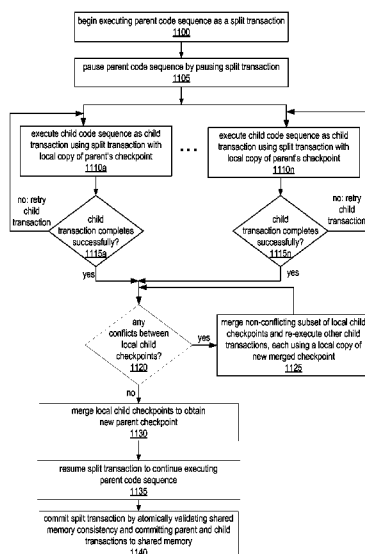 begin executing parent code sequence as a split transaction
1100
pause parent code sequence by pausing split transaction
1105
execute child code sequence as child
transaction using split transaction with
local copy of parent's checkpoint
1110a
...
execute child code sequence as child
transaction using split transaction with
local copy of parent's checkpoint
1110n
no: retry
child
transaction
child
transaction completes
successfully?
1115a
child
transaction completes
successfully?
1115n
no: retry
child
transaction
yes
yes
any
conflicts between
local child
checkpoints?
1120
yes
merge non-conflicting subset of local child
checkpoints and re-execute other child
transactions, each using a local copy of
new merged checkpoint
1125
no
merge local child checkpoints to obtain
new parent checkpoint
1130
resume split transaction to continue executing
parent code sequence
1135
commit split transaction by atomically validating shared
memory consistency and committing parent and child
transactions to shared memory
1140